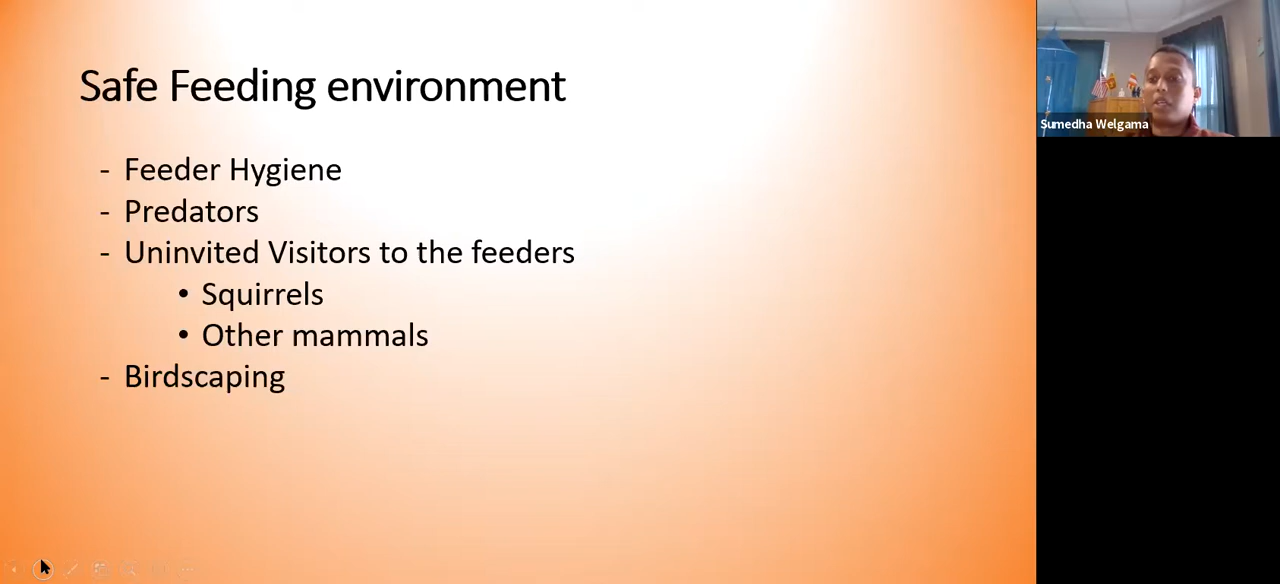 Safe Feeding environment
- Feeder Hygiene
- Predators
- Uninvited Visitors to the feeders
• Squirrels
• Other mammals
- Birdscaping
Sumedha Welgama